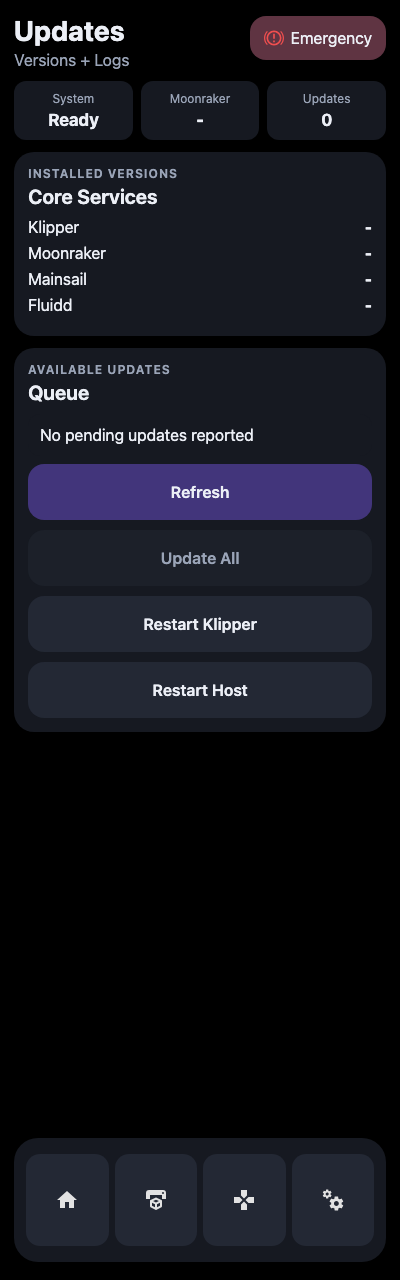 Updates
Versions + Logs
Emergency
System
Ready
Moonraker
-
Updates
0
INSTALLED VERSIONS
Core Services
Klipper -
Moonraker -
Mainsail -
Fluidd -
AVAILABLE UPDATES
Queue
No pending updates reported
Refresh
Update All
Restart Klipper
Restart Host